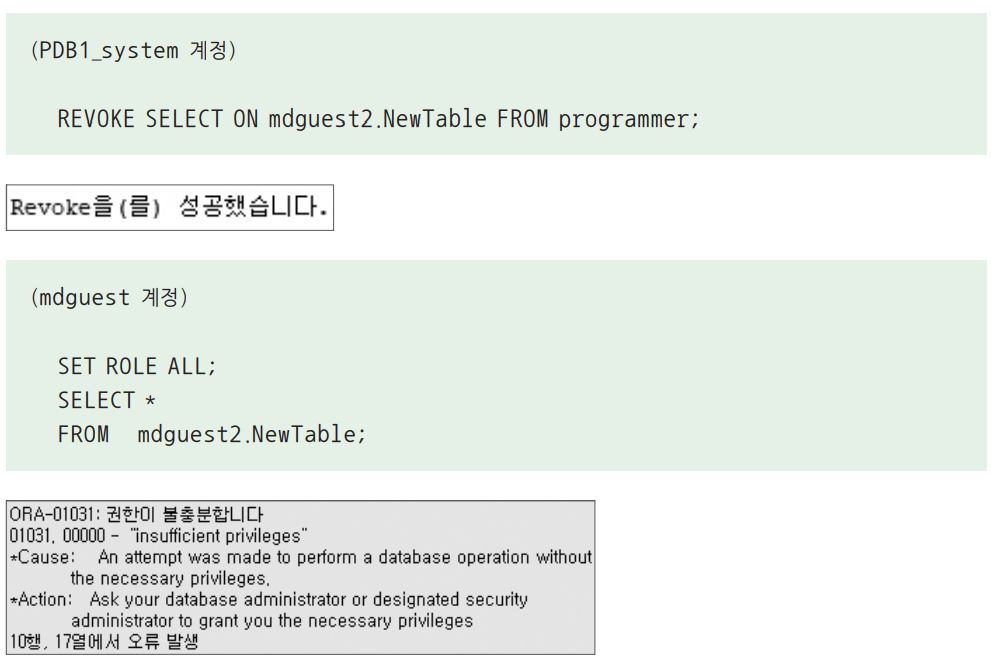 (PDB1_system 계정)
REVOKE SELECT ON mdguest2.NewTable FROM programmer;
Revoke을(를) 성공했습니다.
(mdguest 계정)
SET ROLE ALL;
SELECT *
FROM mdguest2.NewTable;
ORA-01031: 권한이 불충분합니다
01031, 00000 - "insufficient privileges"
*Cause: An attempt was made to perform a database operation without
the necessary privileges,
*Action: Ask your database administrator or designated security
administrator to grant you the necessary privileges
10행, 17열에서 오류 발생